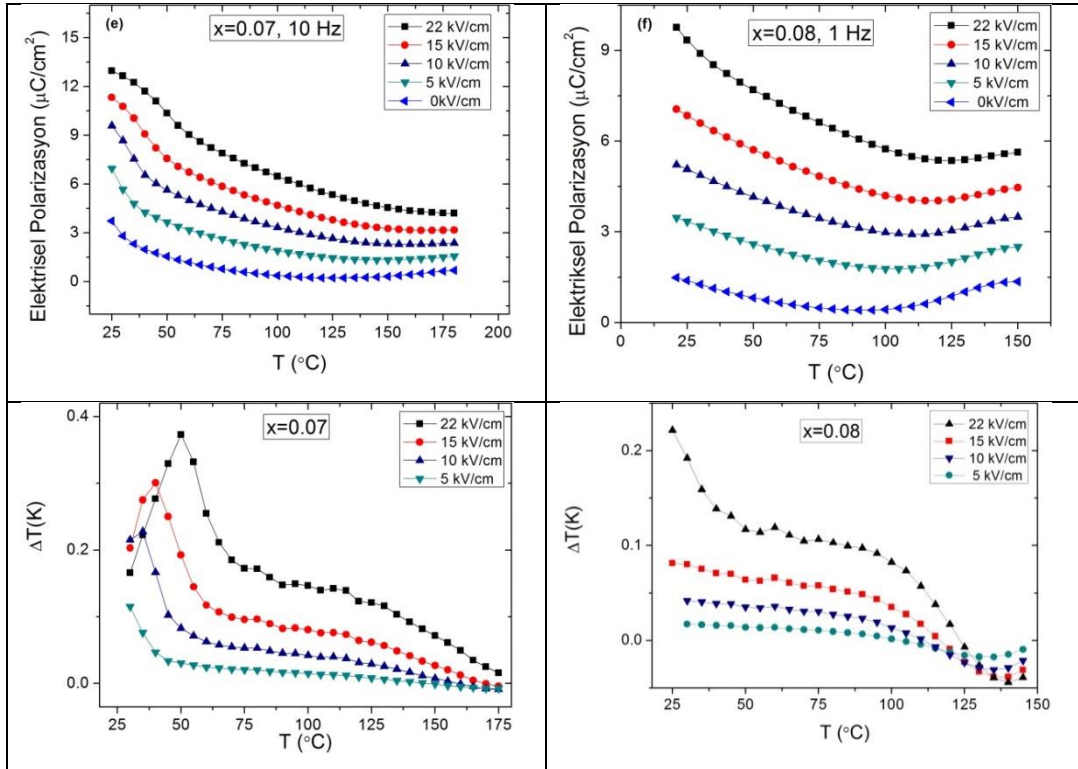 (e)
x=0.07, 10 Hz
22 kV/cm
15 kV/cm
10 kV/cm
5 kV/cm
0kV/cm
Elektrisel Polarizasyon (μC/cm²)
15
12
9
6
3
0
25 50 75 100 125 150 175 200
T (°C)
(f)
x=0.08, 1 Hz
22 kV/cm
15 kV/cm
10 kV/cm
5 kV/cm
0kV/cm
Elektriksel Polarizasyon (μC/cm²)
9
6
3
0
0 25 50 75 100 125 150
T (°C)
x=0.07
22 kV/cm
15 kV/cm
10 kV/cm
5 kV/cm
ΔT(K)
0.4
0.2
0.0
25 50 75 100 125 150 175
T (°C)
x=0.08
22 kV/cm
15 kV/cm
10 kV/cm
5 kV/cm
ΔT(K)
0.2
0.1
0.0
25 50 75 100 125 150
T (°C)